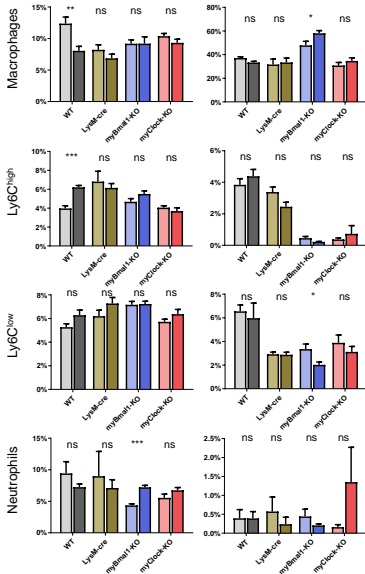 Macrophages
15%
10%
5%
0%
** ns ns ns
WT LysM-cre myBmal1-KO myClock-KO
80%
60%
40%
20%
0%
ns ns * ns
WT LysM-cre myBmal1-KO myClock-KO
Ly6Chigh
10%
8%
6%
4%
2%
0%
*** ns ns ns
WT LysM-cre myBmal1-KO myClock-KO
6%
4%
2%
0%
ns ns ns ns
WT LysM-cre myBmal1-KO myClock-KO
Ly6Clow
8%
6%
4%
2%
0%
ns ns ns ns
WT LysM-cre myBmal1-KO myClock-KO
8%
6%
4%
2%
0%
ns ns * ns
WT LysM-cre myBmal1-KO myClock-KO
Neutrophils
15%
10%
5%
0%
ns ns *** ns
WT LysM-cre myBmal1-KO myClock-KO
2.5%
2.0%
1.5%
1.0%
0.5%
0.0%
ns ns ns ns
WT LysM-cre myBmal1-KO myClock-KO